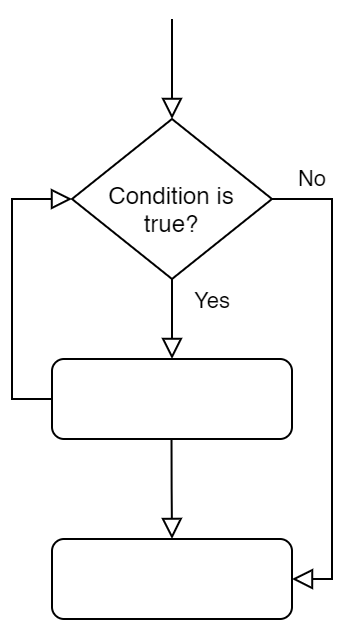 No
Condition is
true?
Yes